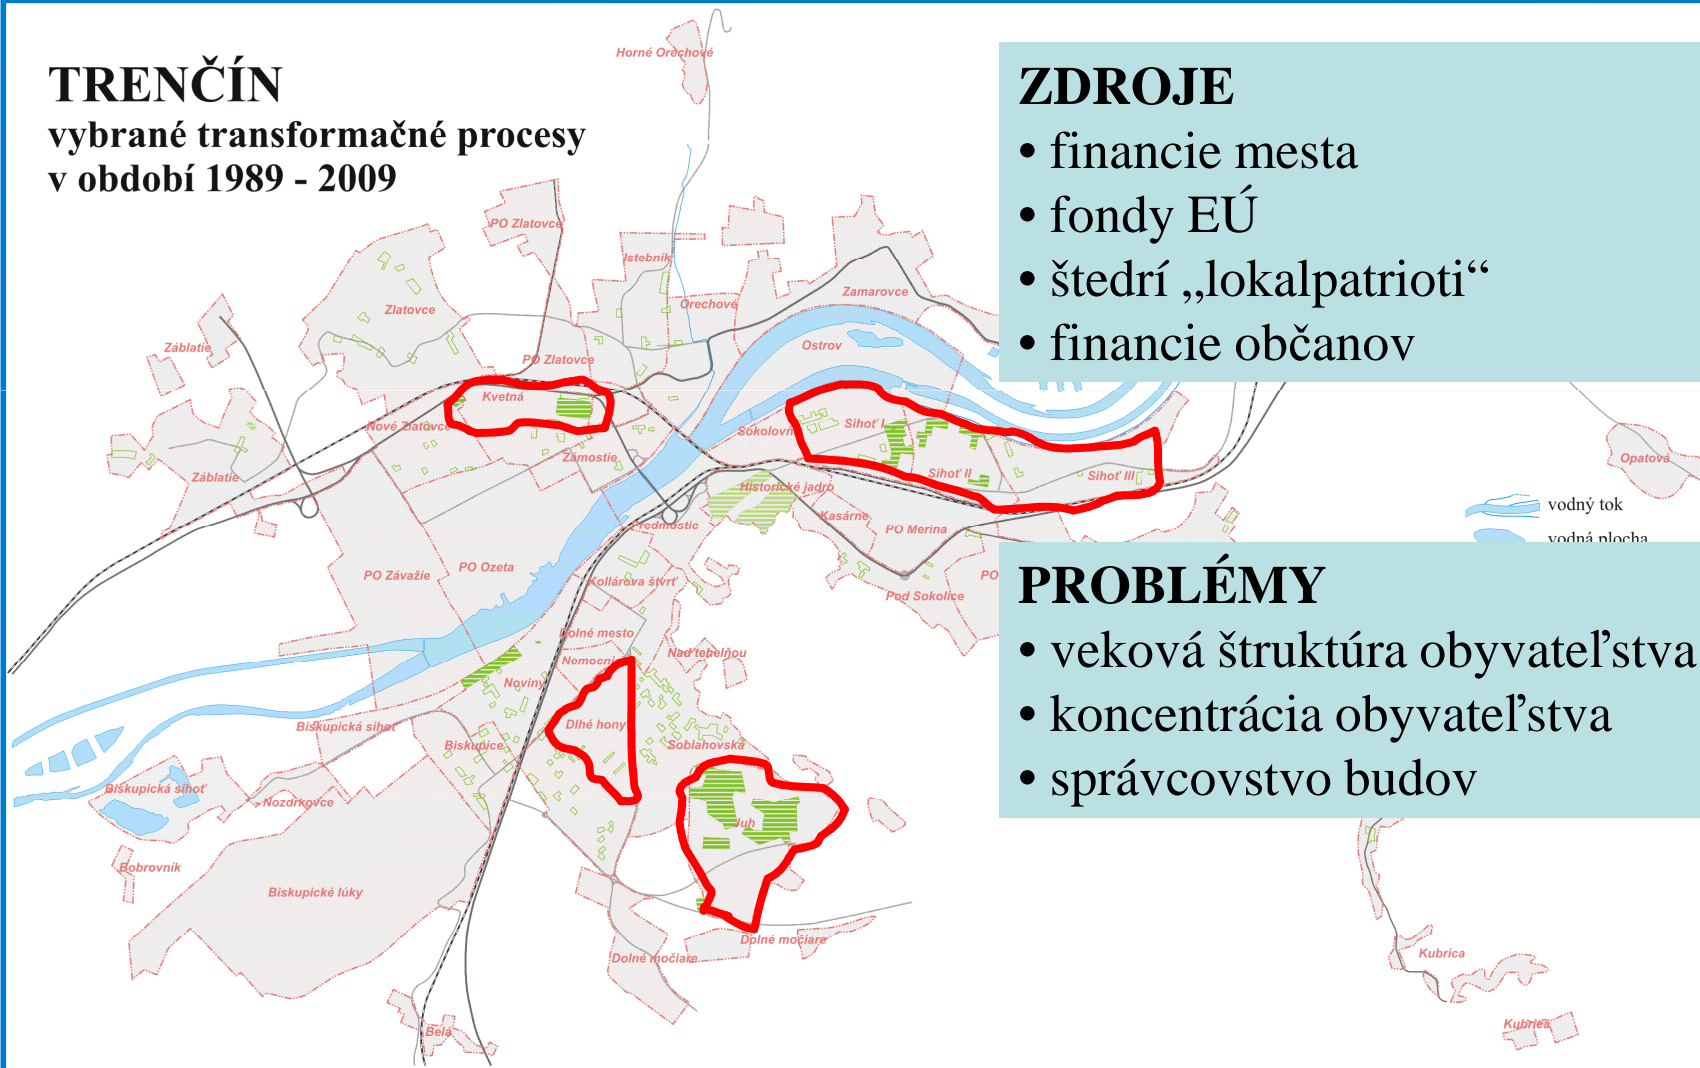 TRENČÍN
vybrané transformačné procesy
v období 1989 - 2009
ZDROJE
• financie mesta
• fondy EÚ
• štedrí „lokalpatrioti“
• financie občanov
PROBLÉMY
• veková štruktúra obyvateľstva
• koncentrácia obyvateľstva
• správcovstvo budov
vodný tok
vodná plocha
Horné Orechové
PO Zlatovce
Istebník
Orechové
Zamarovce
Zlatovce
Záblatie
PO Zlatovce
Ostrov
Kvetná
Nové Zlatovce
Sokolovne
Sihoť I
Zámostie
Sihoť II
Sihoť III
Opatová
Záblatie
Historické jadro
Predmostie
Kasárne
PO Merina
PO Ozeta
PO Závažie
Kollárova štvrť
PO
Pod Sokolice
Dolné mesto
Nemocnica
Nad tehelňou
Noviny
Dlhé hony
Biskupická sihoť
Biskupice
Soblahovská
Biskupická sihoť
Nozdrkovce
Juh
Bobrovník
Biskupické lúky
Dolné močiare
Dolné močiare
Kubrica
Kubrica
Belá